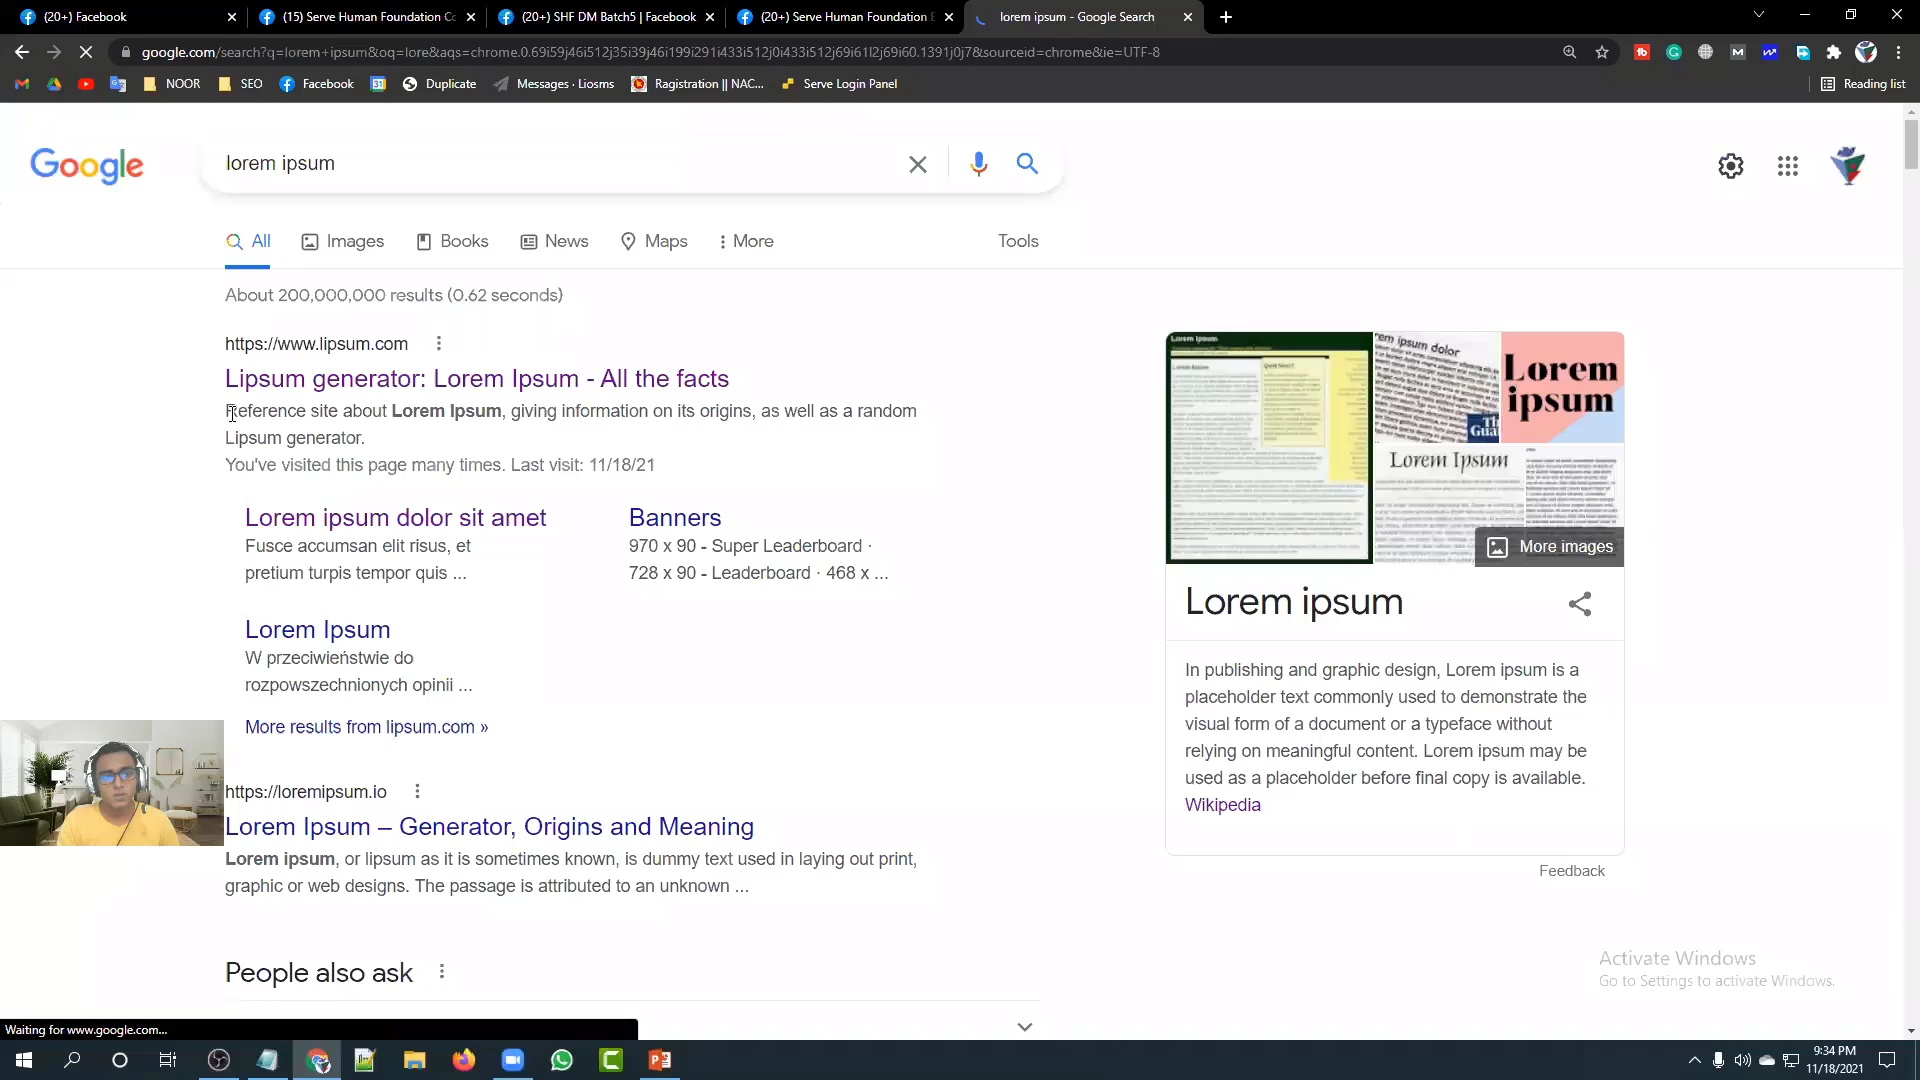 (20+) Facebook
(15) Serve Human Foundation Co
(20+) SHF DM Batch5 | Facebook
(20+) Serve Human Foundation E
lorem ipsum - Google Search
google.com/search?q=lorem+ipsum&oq=lore&aqs=chrome.0.69i59j46i512j35i39j46i199i291i433i512j0i433i512j69i61l2j69i60.1391j0j7&sourceid=chrome&ie=UTF-8
NOOR
SEO
Facebook
Duplicate
Messages · Liosms
Ragistration || NAC...
Serve Login Panel
Reading list
Google
lorem ipsum
All
Images
Books
News
Maps
More
Tools
About 200,000,000 results (0.62 seconds)
https://www.lipsum.com
Lipsum generator: Lorem Ipsum - All the facts
Reference site about Lorem Ipsum, giving information on its origins, as well as a random
Lipsum generator.
You've visited this page many times. Last visit: 11/18/21
Lorem ipsum dolor sit amet
Fusce accumsan elit risus, et
pretium turpis tempor quis ...
Banners
970 x 90 - Super Leaderboard ·
728 x 90 - Leaderboard · 468 x ...
Lorem Ipsum
W przeciwieństwie do
rozpowszechnionych opinii ...
More results from lipsum.com »
https://loremipsum.io
Lorem Ipsum – Generator, Origins and Meaning
Lorem ipsum, or lipsum as it is sometimes known, is dummy text used in laying out print,
graphic or web designs. The passage is attributed to an unknown ...
People also ask
Lorem Ipsum
rem ipsum dolor
Lorem
ipsum
Lorem Ipsum
More images
Lorem ipsum
In publishing and graphic design, Lorem ipsum is a
placeholder text commonly used to demonstrate the
visual form of a document or a typeface without
relying on meaningful content. Lorem ipsum may be
used as a placeholder before final copy is available.
Wikipedia
Feedback
Activate Windows
Go to Settings to activate Windows.
Waiting for www.google.com...
9:34 PM
11/18/2021